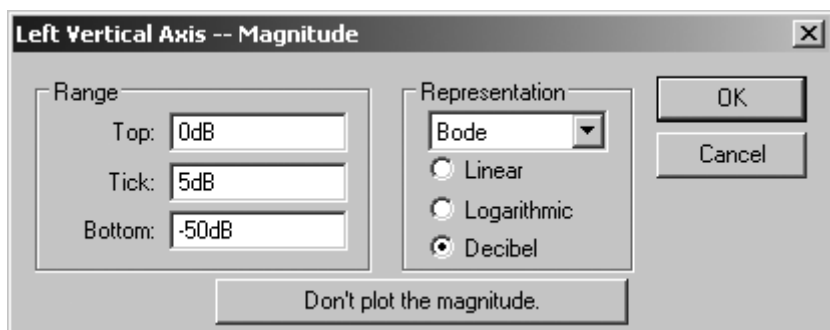 Left Vertical Axis -- Magnitude
Range
Top: 0dB
Tick: 5dB
Bottom: -50dB
Representation
Bode
Linear
Logarithmic
Decibel
OK
Cancel
Don't plot the magnitude.